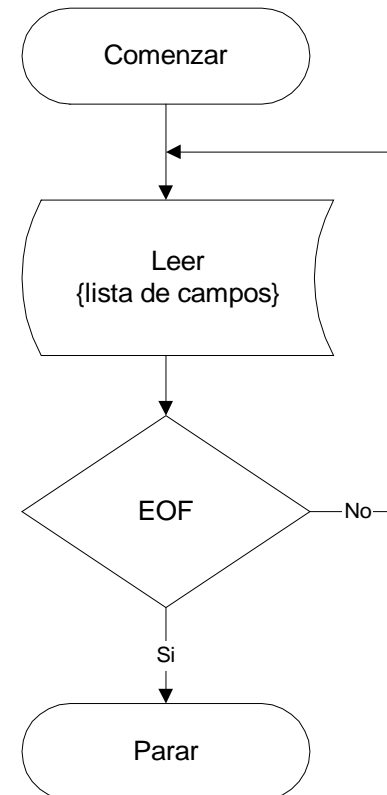 Comenzar
Leer
{lista de campos}
EOF
No
Si
Parar